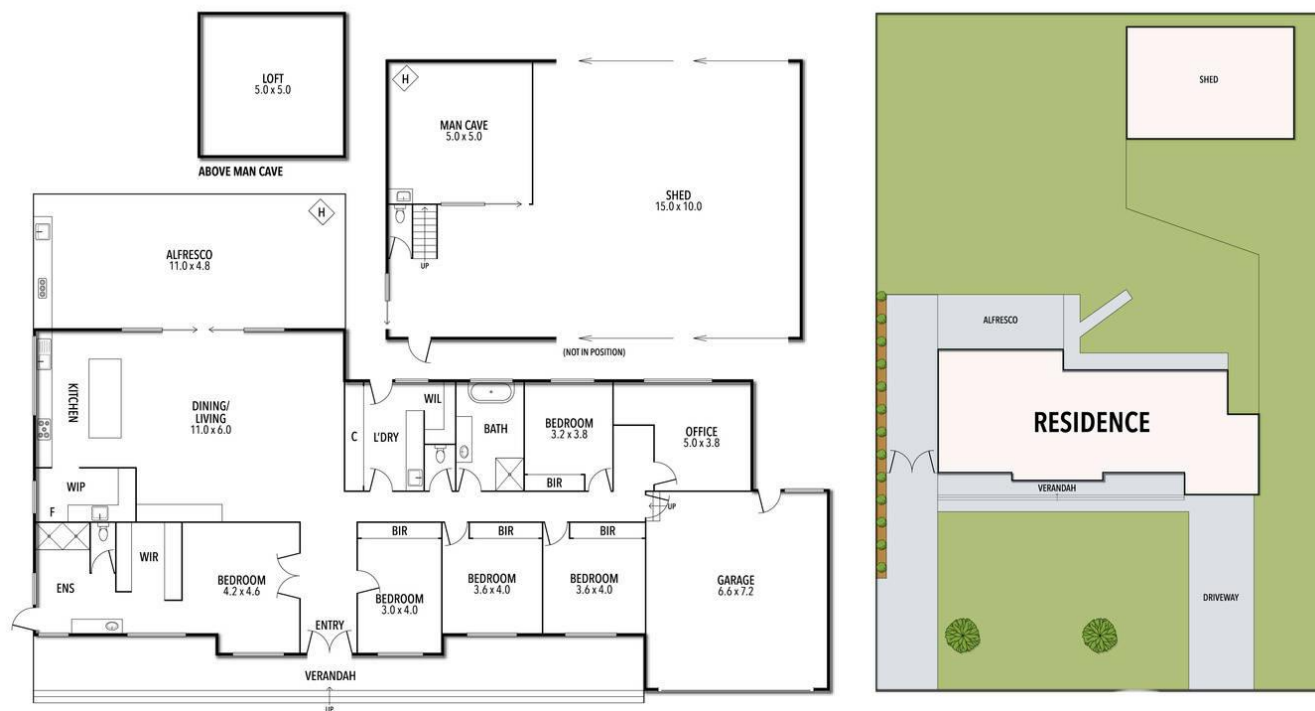 LOFT
5.0 x 5.0
ABOVE MAN CAVE
H
MAN CAVE
5.0 x 5.0
SHED
15.0 x 10.0
UP
(NOT IN POSITION)
H
ALFRESCO
11.0 x 4.8
KITCHEN
DINING/
LIVING
11.0 x 6.0
WIP
F
C
L'DRY
WIL
BATH
BEDROOM
3.2 x 3.8
BIR
OFFICE
5.0 x 3.8
UP
ENS
WIR
BEDROOM
4.2 x 4.6
ENTRY
BIR
BEDROOM
3.0 x 4.0
BIR
BEDROOM
3.6 x 4.0
BIR
BEDROOM
3.6 x 4.0
GARAGE
6.6 x 7.2
VERANDAH
UP
SHED
ALFRESCO
RESIDENCE
VERANDAH
DRIVEWAY